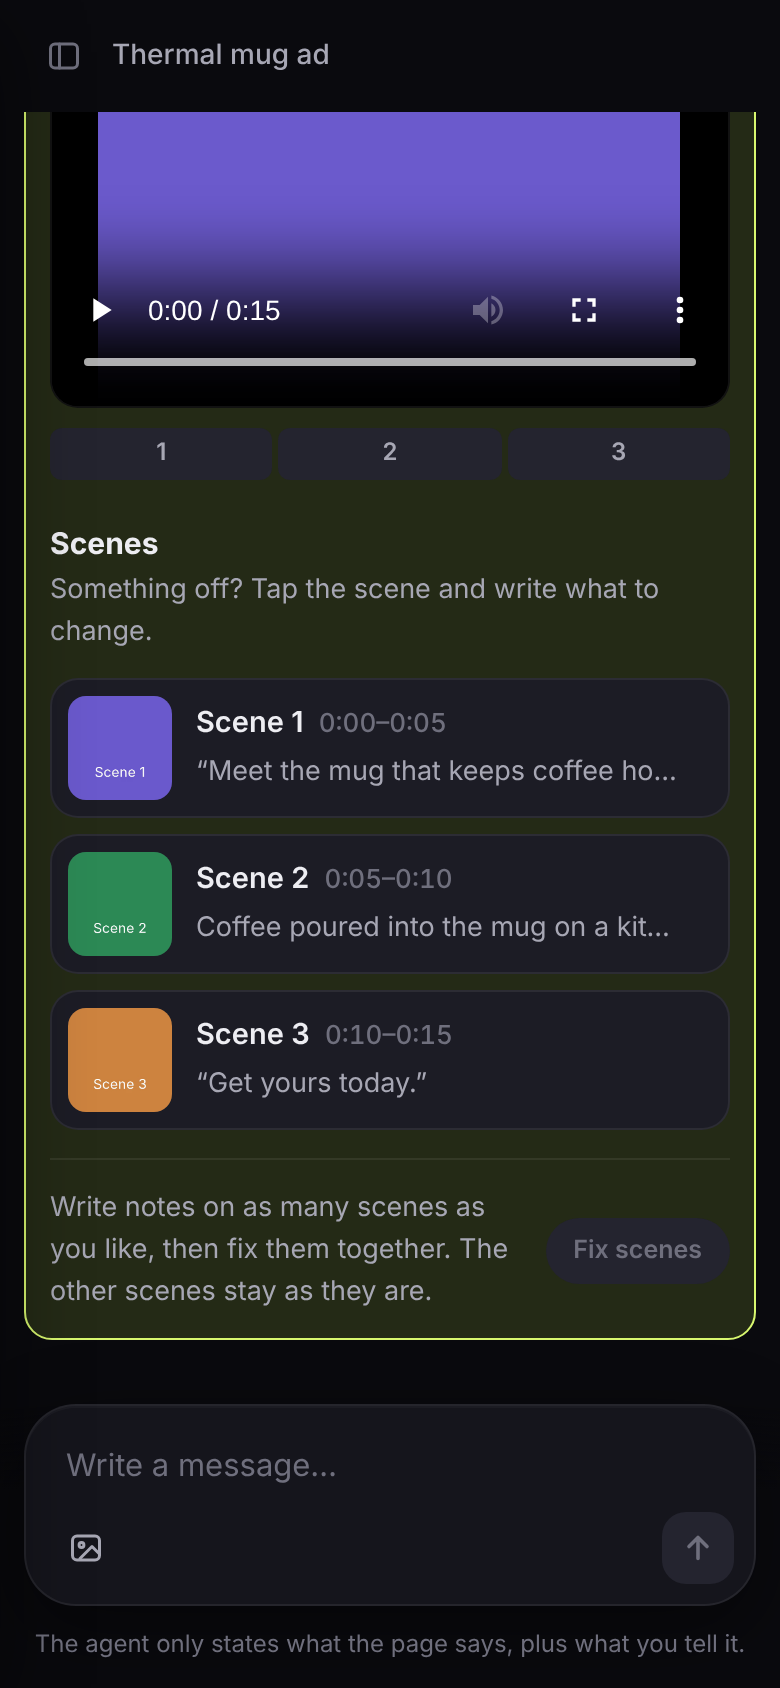 Thermal mug ad
0:00 / 0:15
1 2 3
Scenes
Something off? Tap the scene and write what to
change.
Scene 1
Scene 1 0:00–0:05
“Meet the mug that keeps coffee ho...
Scene 2
Scene 2 0:05–0:10
Coffee poured into the mug on a kit...
Scene 3
Scene 3 0:10–0:15
“Get yours today.”
Write notes on as many scenes as
you like, then fix them together. The
other scenes stay as they are.
Fix scenes
Write a message...
The agent only states what the page says, plus what you tell it.